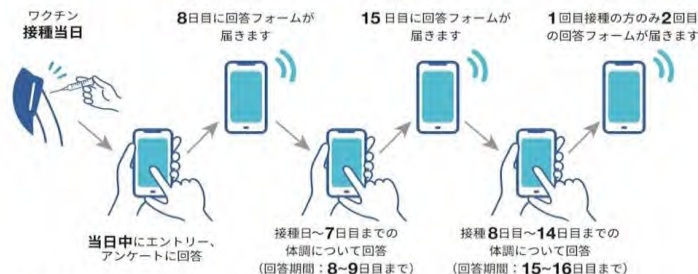 ワクチン
接種当日
8日目に回答フォームが
届きます
15日目に回答フォームが
届きます
1回目接種の方のみ2回目
の回答フォームが届きます
当日中にエントリー、
アンケートに回答
接種日〜7日目までの
体調について回答
(回答期間：8~9日目まで)
接種8日目〜14日目までの
体調について回答
(回答期間：15~16日目まで)